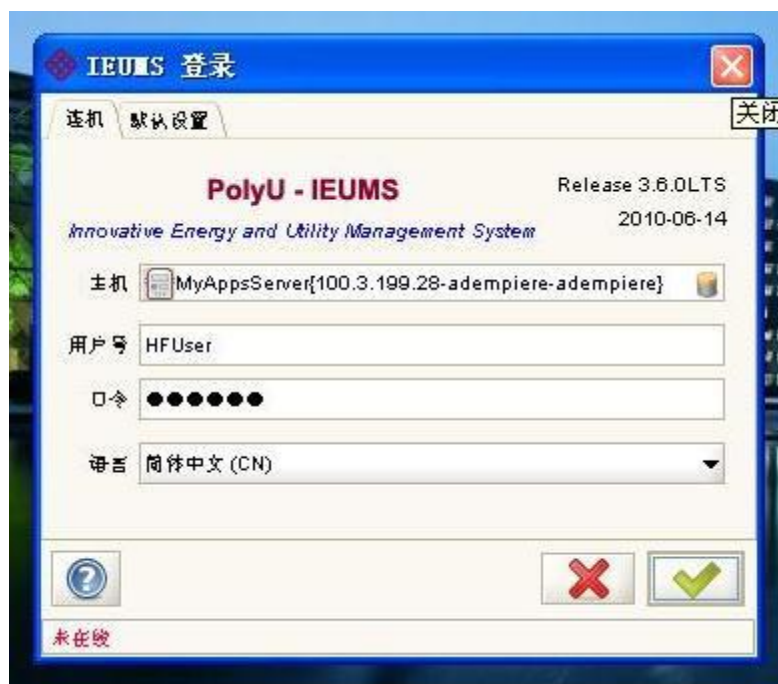 IEUMS 登录
关闭
连机 默认设置
PolyU - IEUMS
Release 3.6.0LTS
Innovative Energy and Utility Management System
2010-06-14
主机 MyAppsServer{100.3.199.28-adempiere-adempiere}
用户号 HFUser
口令 ●●●●●●
语言 简体中文 (CN)
未在线